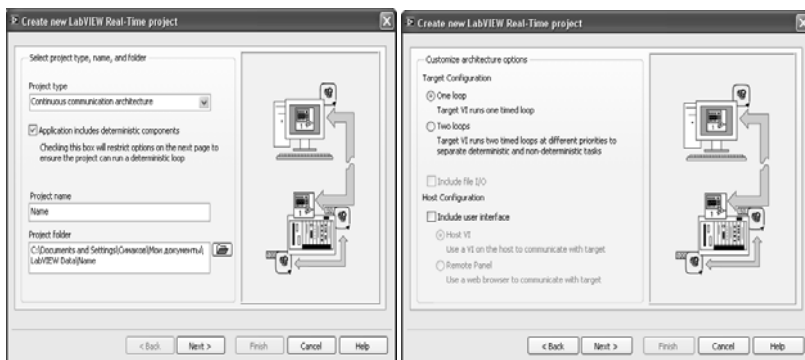 Create new LabVIEW Real-Time project
Select project type, name, and folder
Project type
Continuous communication architecture
Application includes deterministic components
Checking this box will restrict options on the next page to
ensure the project can run a deterministic loop
Project name
Name
Project folder
C:\Documents and Settings\Симаков\Мои документы\
LabVIEW Data\Name
< Back
Next >
Finish
Cancel
Help
Create new LabVIEW Real-Time project
Customize architecture options
Target Configuration
One loop
Target VI runs one timed loop
Two loops
Target VI runs two timed loops at different priorities to
separate deterministic and non-deterministic tasks
Include file I/O
Host Configuration
Include user interface
Host VI
Use a VI on the host to communicate with target
Remote Panel
Use a web browser to communicate with target
< Back
Next >
Finish
Cancel
Help